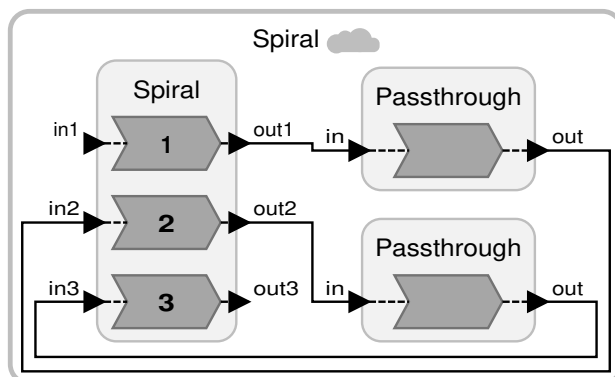 Spiral
Spiral
Passthrough
in1
1
out1
in
out
in2
2
out2
Passthrough
in3
3
out3
in
out